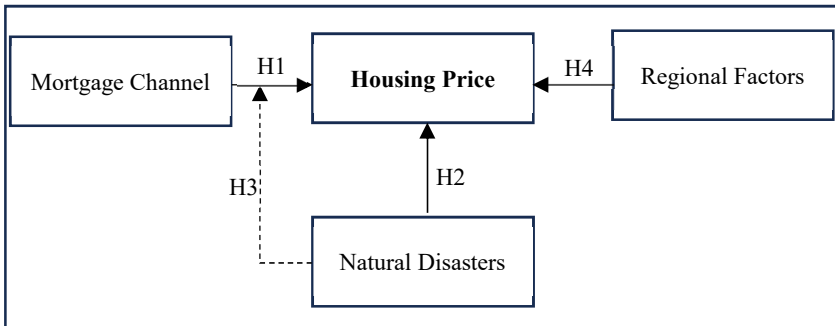 Mortgage Channel
H1
Housing Price
H4
Regional Factors
H3
H2
Natural Disasters